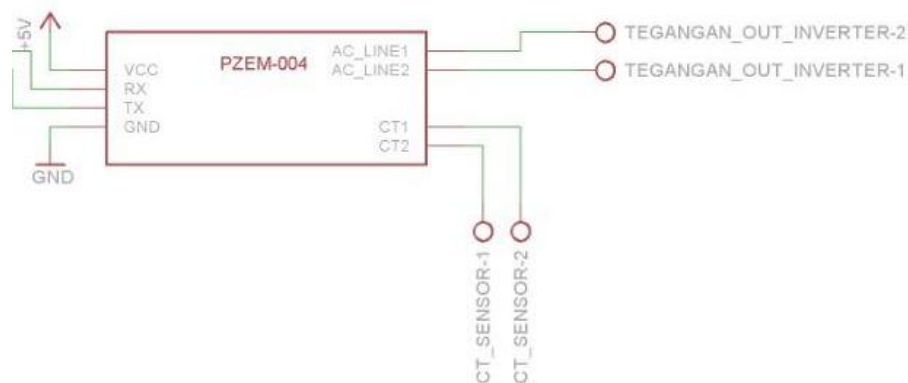 +5V
PZEM-004
VCC
RX
TX
GND
AC_LINE1
AC_LINE2
CT1
CT2
GND
TEGANGAN_OUT_INVERTER-2
TEGANGAN_OUT_INVERTER-1
CT_SENSOR-1
CT_SENSOR-2